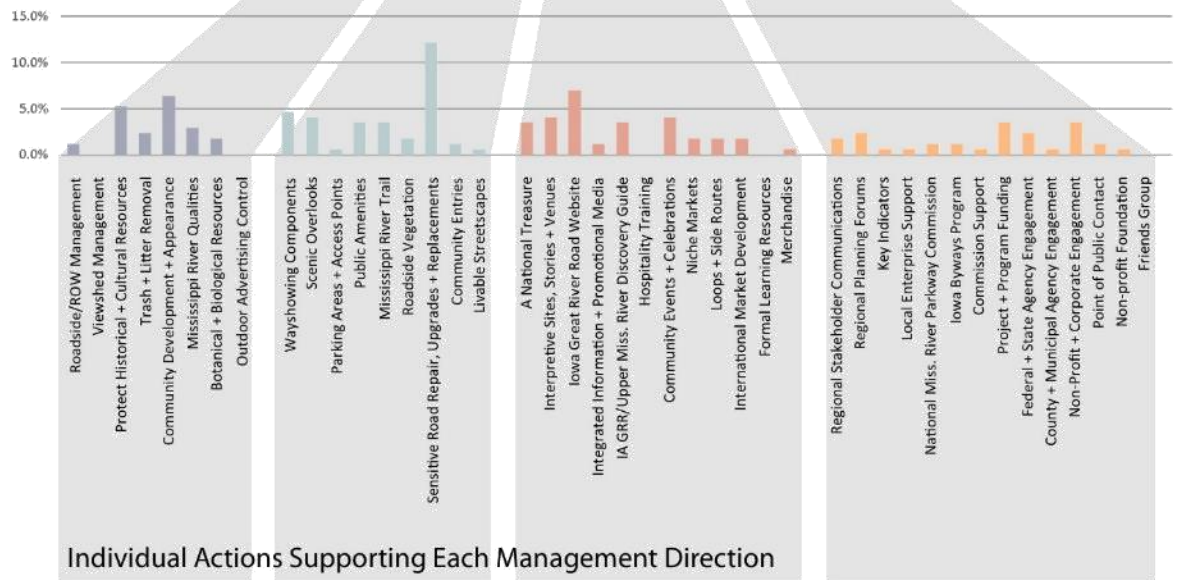 15.0%
10.0%
5.0%
0.0%
Roadside/ROW Management
Viewshed Management
Protect Historical + Cultural Resources
Trash + Litter Removal
Community Development + Appearance
Mississippi River Qualities
Botanical + Biological Resources
Outdoor Advertising Control
Wayshowing Components
Scenic Overlooks
Parking Areas + Access Points
Public Amenities
Mississippi River Trail
Roadside Vegetation
Sensitive Road Repair, Upgrades + Replacements
Community Entries
Livable Streetscapes
A National Treasure
Interpretive Sites, Stories + Venues
Iowa Great River Road Website
Integrated Information + Promotional Media
IA GRR/Upper Miss. River Discovery Guide
Hospitality Training
Community Events + Celebrations
Niche Markets
Loops + Side Routes
International Market Development
Formal Learning Resources
Merchandise
Regional Stakeholder Communications
Regional Planning Forums
Key Indicators
Local Enterprise Support
National Miss. River Parkway Commission
Iowa Byways Program
Commission Support
Project + Program Funding
Federal + State Agency Engagement
County + Municipal Agency Engagement
Non-Profit + Corporate Engagement
Point of Public Contact
Non-profit Foundation
Friends Group
Individual Actions Supporting Each Management Direction